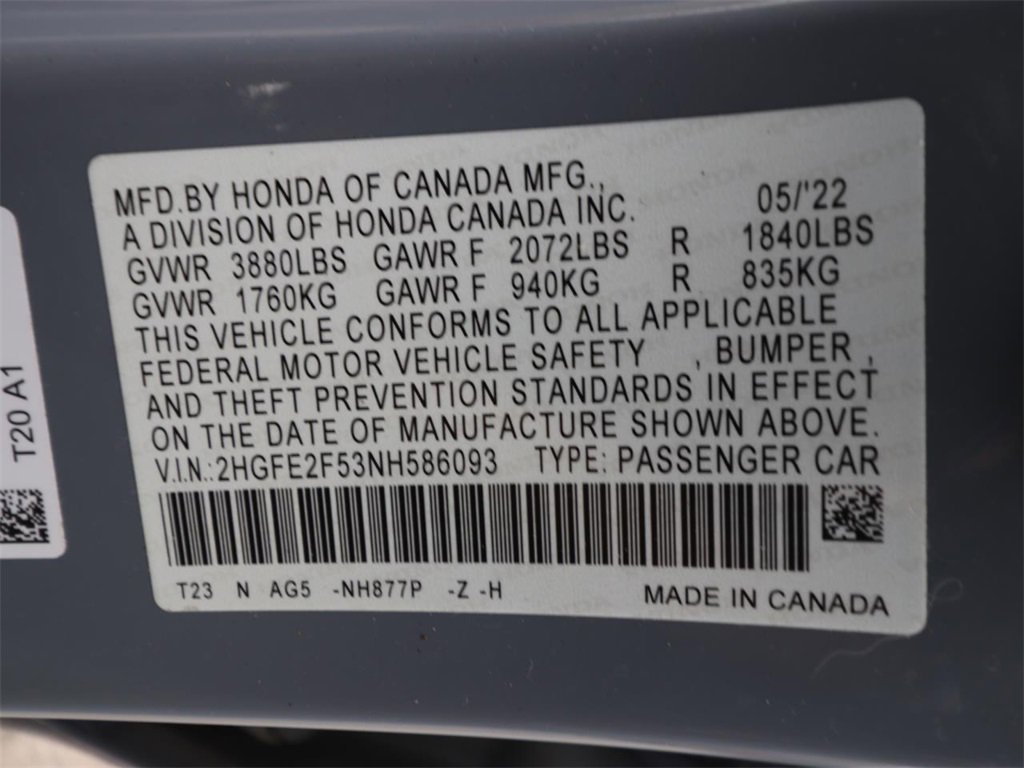 MFD.BY HONDA OF CANADA MFG.,
A DIVISION OF HONDA CANADA INC. 05/'22
GVWR 3880LBS GAWR F 2072LBS R 1840LBS
GVWR 1760KG GAWR F 940KG R 835KG
THIS VEHICLE CONFORMS TO ALL APPLICABLE
FEDERAL MOTOR VEHICLE SAFETY , BUMPER ,
AND THEFT PREVENTION STANDARDS IN EFFECT
ON THE DATE OF MANUFACTURE SHOWN ABOVE.
V.I.N.:2HGFE2F53NH586093 TYPE: PASSENGER CAR
T23 N AG5 -NH877P -Z -H MADE IN CANADA
T20 A1